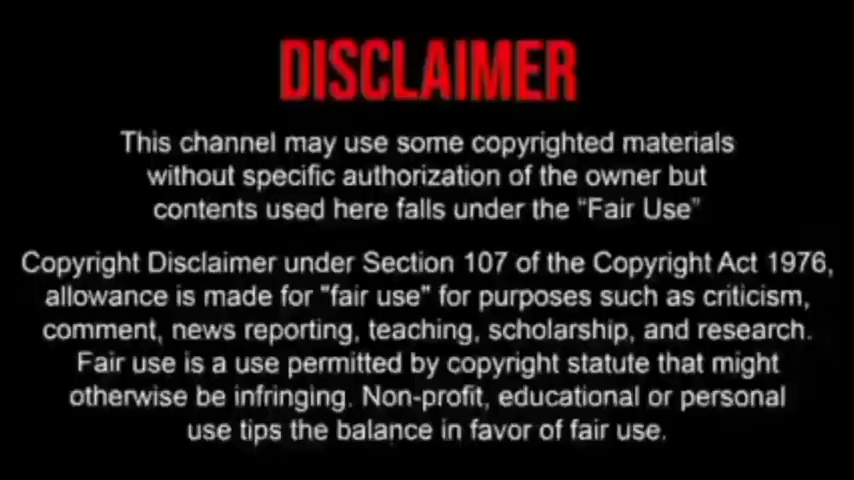 DISCLAIMER
This channel may use some copyrighted materials
without specific authorization of the owner but
contents used here falls under the “Fair Use”
Copyright Disclaimer under Section 107 of the Copyright Act 1976,
allowance is made for "fair use" for purposes such as criticism,
comment, news reporting, teaching, scholarship, and research.
Fair use is a use permitted by copyright statute that might
otherwise be infringing. Non-profit, educational or personal
use tips the balance in favor of fair use.